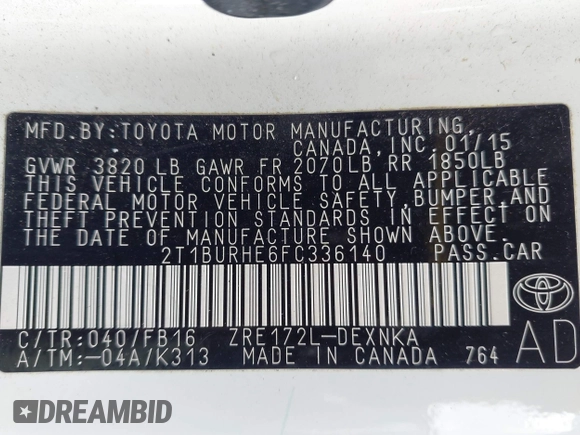 MFD. BY:TOYOTA MOTOR MANUFACTURING,
CANADA, INC. 01/15
GVWR 3820 LB GAWR FR 2070LB, RR 1850LB
THIS VEHICLE CONFORMS TO ALL APPLICABLE
FEDERAL MOTOR VEHICLE SAFETY, BUMPER, AND
THEFT PREVENTION STANDARDS IN EFFECT ON
THE DATE OF MANUFACTURE SHOWN ABOVE.
2T1BURHE6FC336140 PASS. CAR
C/TR:040/FB16 ZRE172L-DEXNKA
A/TM:-04A/K313 MADE IN CANADA 764
AD
DREAMBID